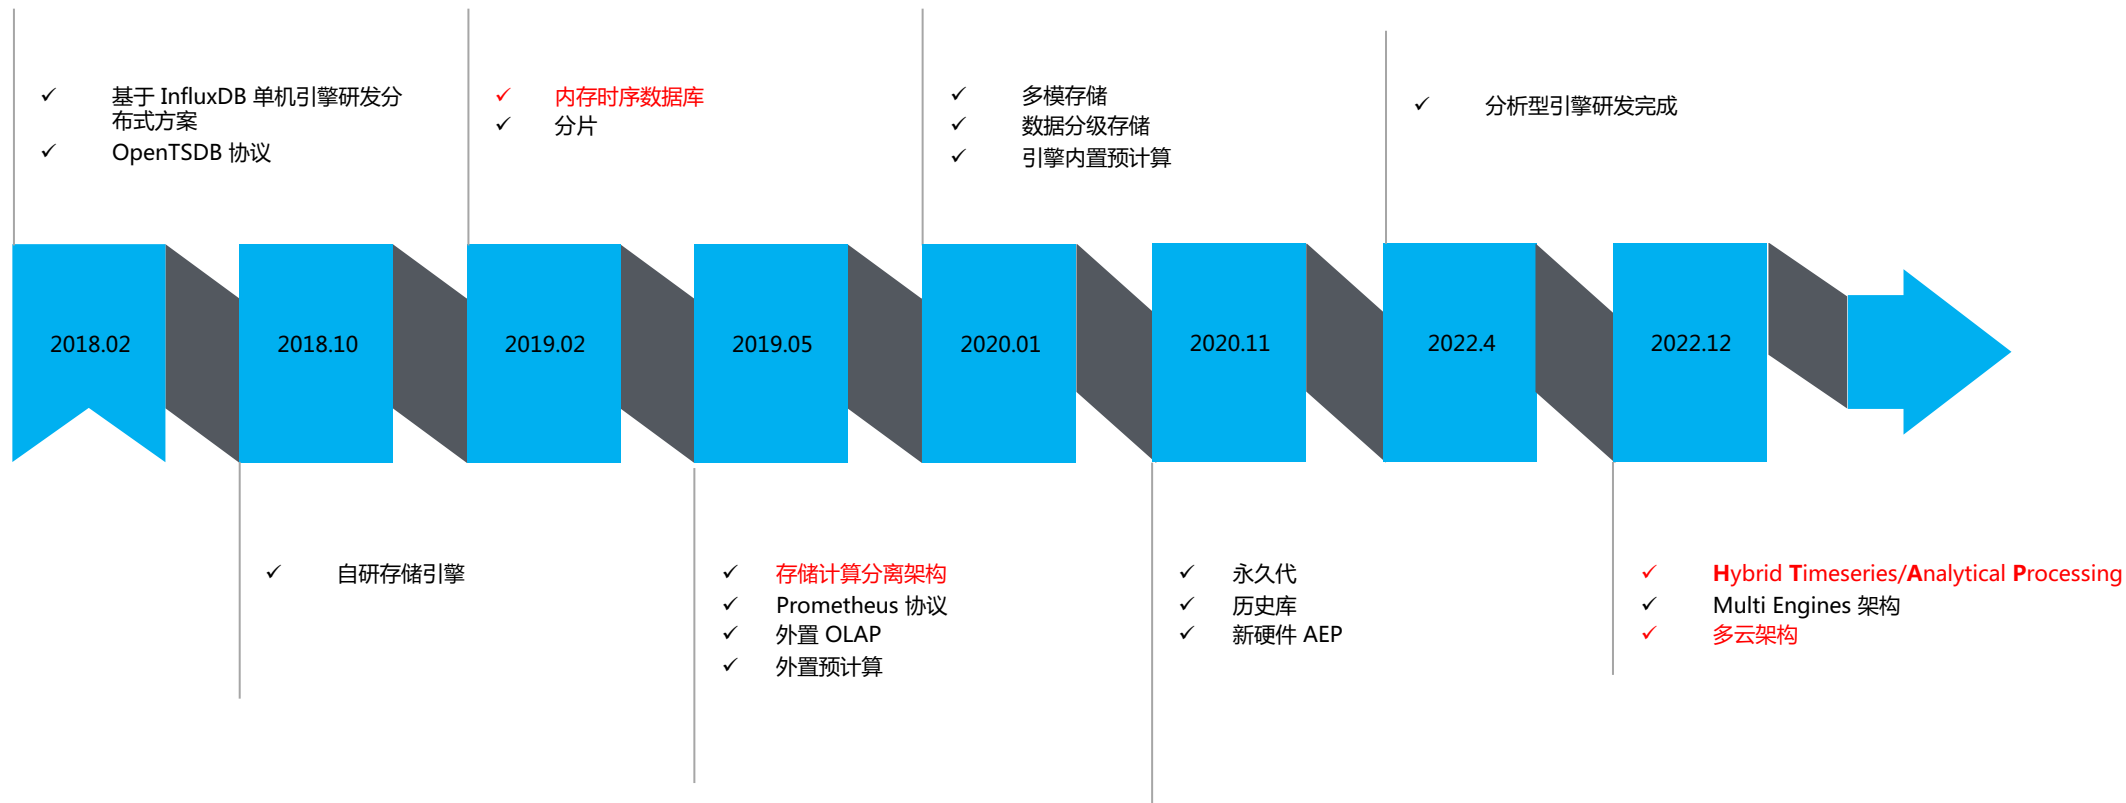 基于 InfluxDB 单机引擎研发分
布式方案
OpenTSDB 协议
内存时序数据库
分片
多模存储
数据分级存储
引擎内置预计算
分析型引擎研发完成
2018.02
2018.10
2019.02
2019.05
2020.01
2020.11
2022.4
2022.12
自研存储引擎
存储计算分离架构
Prometheus 协议
外置 OLAP
外置预计算
永久代
历史库
新硬件 AEP
Hybrid Timeseries/Analytical Processing
Multi Engines 架构
多云架构